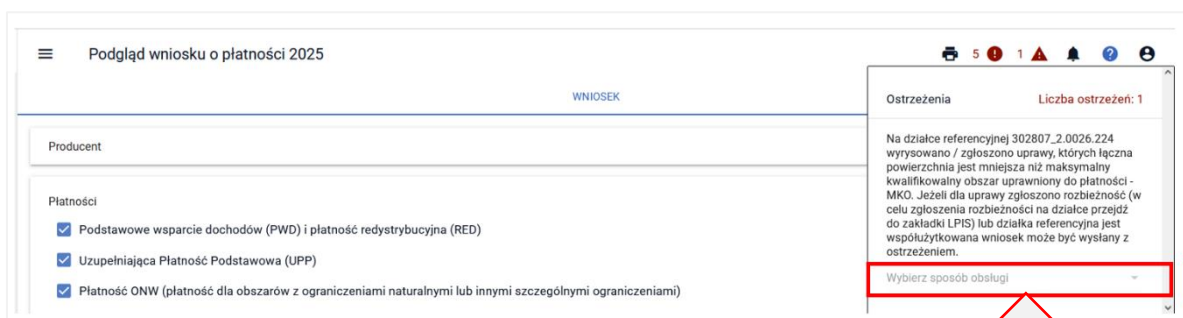 Podgląd wniosku o płatności 2025
5 1
WNIOSEK
Producent
Płatności
Podstawowe wsparcie dochodów (PWD) i płatność redystrybucyjna (RED)
Uzupełniająca Płatność Podstawowa (UPP)
Płatność ONW (płatność dla obszarów z ograniczeniami naturalnymi lub innymi szczególnymi ograniczeniami)
Ostrzeżenia Liczba ostrzeżeń: 1
Na działce referencyjnej 302807_2.0026.224
wyrysowano / zgłoszono uprawy, których łączna
powierzchnia jest mniejsza niż maksymalny
kwalifikowalny obszar uprawniony do płatności -
MKO. Jeżeli dla uprawy zgłoszono rozbieżność (w
celu zgłoszenia rozbieżności na działce przejdź
do zakładki LPIS) lub działka referencyjna jest
współużytkowana wniosek może być wysłany z
ostrzeżeniem.
Wybierz sposób obsługi